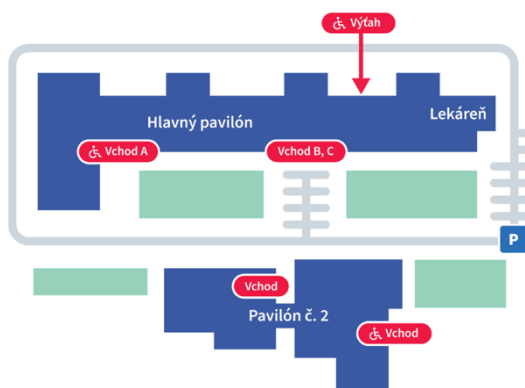 Výťah
Hlavný pavilón
Lekáreň
Vchod A
Vchod B, C
P
Vchod
Pavilón č. 2
Vchod